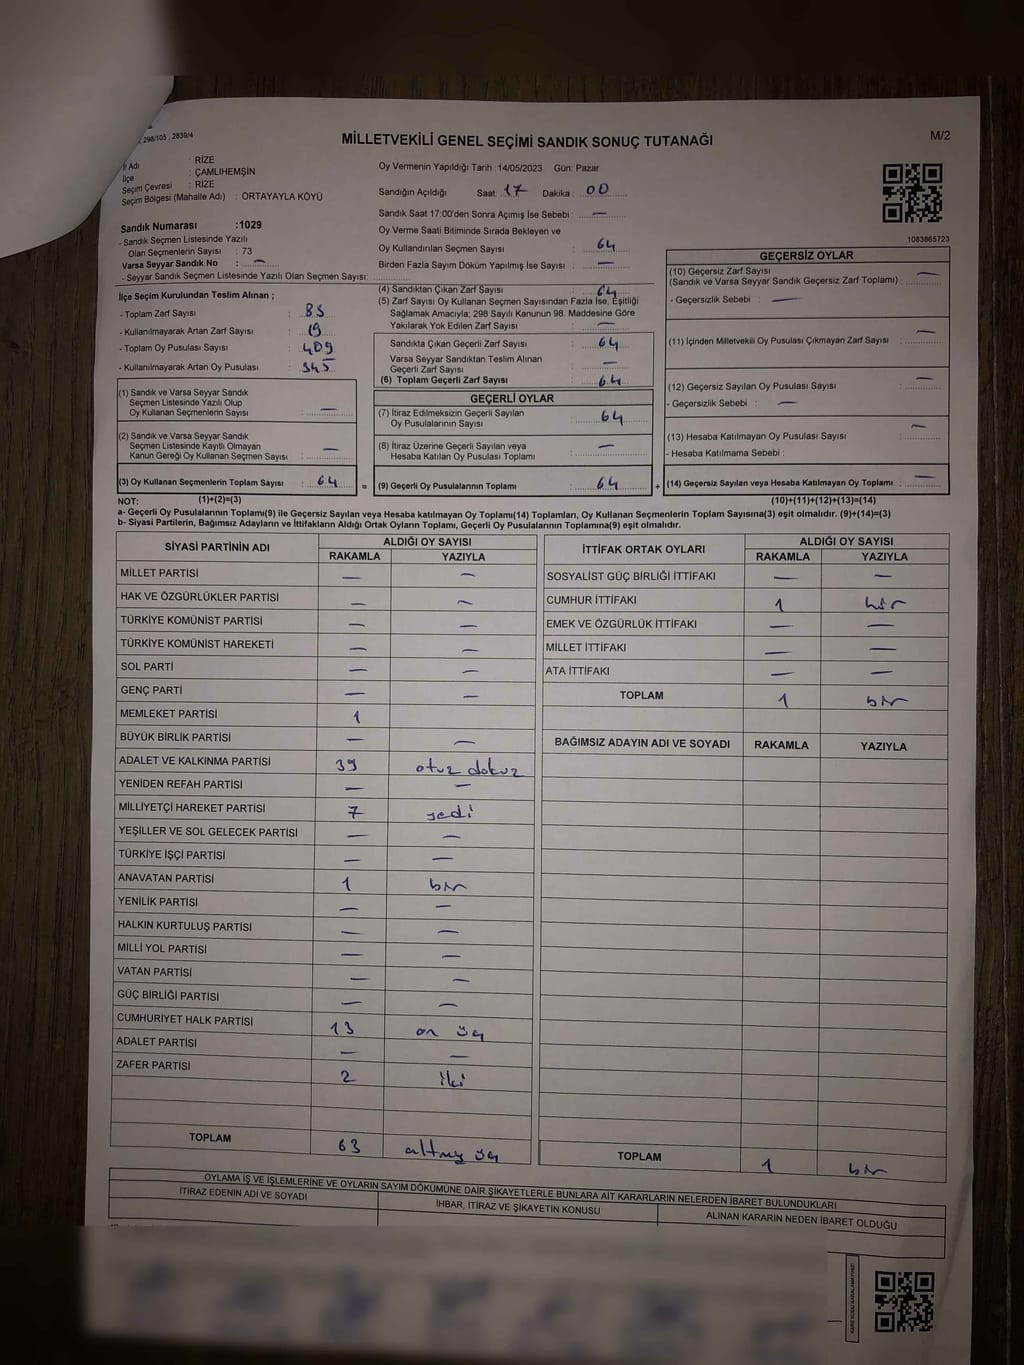 298/105, 2839/4
MİLLETVEKİLİ GENEL SEÇİMİ SANDIK SONUÇ TUTANAĞI
M/2
İl Adı : RİZE
İlçe : ÇAMLIHEMŞİN
Seçim Çevresi : RİZE
Seçim Bölgesi (Mahalle Adı) : ORTAYAYLA KÖYÜ
Sandık Numarası :1029
- Sandık Seçmen Listesinde Yazılı
Olan Seçmenlerin Sayısı : 73
Varsa Seyyar Sandık No : —
- Seyyar Sandık Seçmen Listesinde Yazılı Olan Seçmen Sayısı:
Oy Vermenin Yapıldığı Tarih :14/05/2023 Gün: Pazar
Sandığın Açıldığı Saat: 17 Dakika : 00
Sandık Saat 17:00'den Sonra Açımış İse Sebebi : —
Oy Verme Saati Bitiminde Sırada Bekleyen ve
Oy Kullandırılan Seçmen Sayısı : 64
Birden Fazla Sayım Döküm Yapılmış İse Sayısı : —
1083865723
İlçe Seçim Kurulundan Teslim Alınan ;
- Toplam Zarf Sayısı : 85
- Kullanılmayarak Artan Zarf Sayısı : 19
- Toplam Oy Pusulası Sayısı : 409
- Kullanılmayarak Artan Oy Pusulası : 345
(1) Sandık ve Varsa Seyyar Sandık
Seçmen Listesinde Yazılı Olup
Oy Kullanan Seçmenlerin Sayısı : —
(2) Sandık ve Varsa Seyyar Sandık
Seçmen Listesinde Kayıtlı Olmayan
Kanun Gereği Oy Kullanan Seçmen Sayısı : —
(3) Oy Kullanan Seçmenlerin Toplam Sayısı : 64
(4) Sandıktan Çıkan Zarf Sayısı : 64
(5) Zarf Sayısı Oy Kullanan Seçmen Sayısından Fazla İse, Eşitliği
Sağlamak Amacıyla; 298 Sayılı Kanunun 98. Maddesine Göre
Yakılarak Yok Edilen Zarf Sayısı : —
Sandıkta Çıkan Geçerli Zarf Sayısı : 64
Varsa Seyyar Sandıktan Teslim Alınan
Geçerli Zarf Sayısı : —
(6) Toplam Geçerli Zarf Sayısı : 64
GEÇERLİ OYLAR
(7) İtiraz Edilmeksizin Geçerli Sayılan
Oy Pusulalarının Sayısı : 64
(8) İtiraz Üzerine Geçerli Sayılan veya
Hesaba Katılan Oy Pusulası Toplamı : —
= (9) Geçerli Oy Pusulalarının Toplamı : 64
GEÇERSİZ OYLAR
(10) Geçersiz Zarf Sayısı
(Sandık ve Varsa Seyyar Sandık Geçersiz Zarf Toplamı) : —
- Geçersizlik Sebebi : —
(11) İçinden Milletvekili Oy Pusulası Çıkmayan Zarf Sayısı : —
(12) Geçersiz Sayılan Oy Pusulası Sayısı : —
- Geçersizlik Sebebi : —
(13) Hesaba Katılmayan Oy Pusulası Sayısı : —
- Hesaba Katılmama Sebebi :
+ (14) Geçersiz Sayılan veya Hesaba Katılmayan Oy Toplamı : —
NOT: (1)+(2)=(3) (10)+(11)+(12)+(13)=(14)
a- Geçerli Oy Pusulalarının Toplamı(9) ile Geçersiz Sayılan veya Hesaba katılmayan Oy Toplamı(14) Toplamları, Oy Kullanan Seçmenlerin Toplam Sayısına(3) eşit olmalıdır. (9)+(14)=(3)
b- Siyasi Partilerin, Bağımsız Adayların ve İttifakların Aldığı Ortak Oyların Toplamı, Geçerli Oy Pusulalarının Toplamına(9) eşit olmalıdır.
SİYASİ PARTİNİN ADI ALDIĞI OY SAYISI
RAKAMLA YAZIYLA
MİLLET PARTİSİ — —
HAK VE ÖZGÜRLÜKLER PARTİSİ — —
TÜRKİYE KOMÜNİST PARTİSİ — —
TÜRKİYE KOMÜNİST HAREKETİ — —
SOL PARTİ — —
GENÇ PARTİ — —
MEMLEKET PARTİSİ 1
BÜYÜK BİRLİK PARTİSİ — —
ADALET VE KALKINMA PARTİSİ 39 otuz dokuz
YENİDEN REFAH PARTİSİ — —
MİLLİYETÇİ HAREKET PARTİSİ 7 yedi
YEŞİLLER VE SOL GELECEK PARTİSİ — —
TÜRKİYE İŞÇİ PARTİSİ — —
ANAVATAN PARTİSİ 1 bir
YENİLİK PARTİSİ — —
HALKIN KURTULUŞ PARTİSİ — —
MİLLİ YOL PARTİSİ — —
VATAN PARTİSİ — —
GÜÇ BİRLİĞİ PARTİSİ — —
CUMHURİYET HALK PARTİSİ 13 on üç
ADALET PARTİSİ — —
ZAFER PARTİSİ 2 iki
TOPLAM 63 altmış üç
İTTİFAK ORTAK OYLARI ALDIĞI OY SAYISI
RAKAMLA YAZIYLA
SOSYALİST GÜÇ BİRLİĞİ İTTİFAKI — —
CUMHUR İTTİFAKI 1 bir
EMEK VE ÖZGÜRLÜK İTTİFAKI — —
MİLLET İTTİFAKI — —
ATA İTTİFAKI — —
TOPLAM 1 bir
BAĞIMSIZ ADAYIN ADI VE SOYADI RAKAMLA YAZIYLA
TOPLAM 1 bir
OYLAMA İŞ VE İŞLEMLERİNE VE OYLARIN SAYIM DÖKÜMÜNE DAİR ŞİKAYETLERLE BUNLARA AİT KARARLARIN NELERDEN İBARET BULUNDUKLARI
İTİRAZ EDENİN ADI VE SOYADI İHBAR, İTİRAZ VE ŞİKAYETİN KONUSU ALINAN KARARIN NEDEN İBARET OLDUĞU
KARE KODU KARALAMAYINIZ!